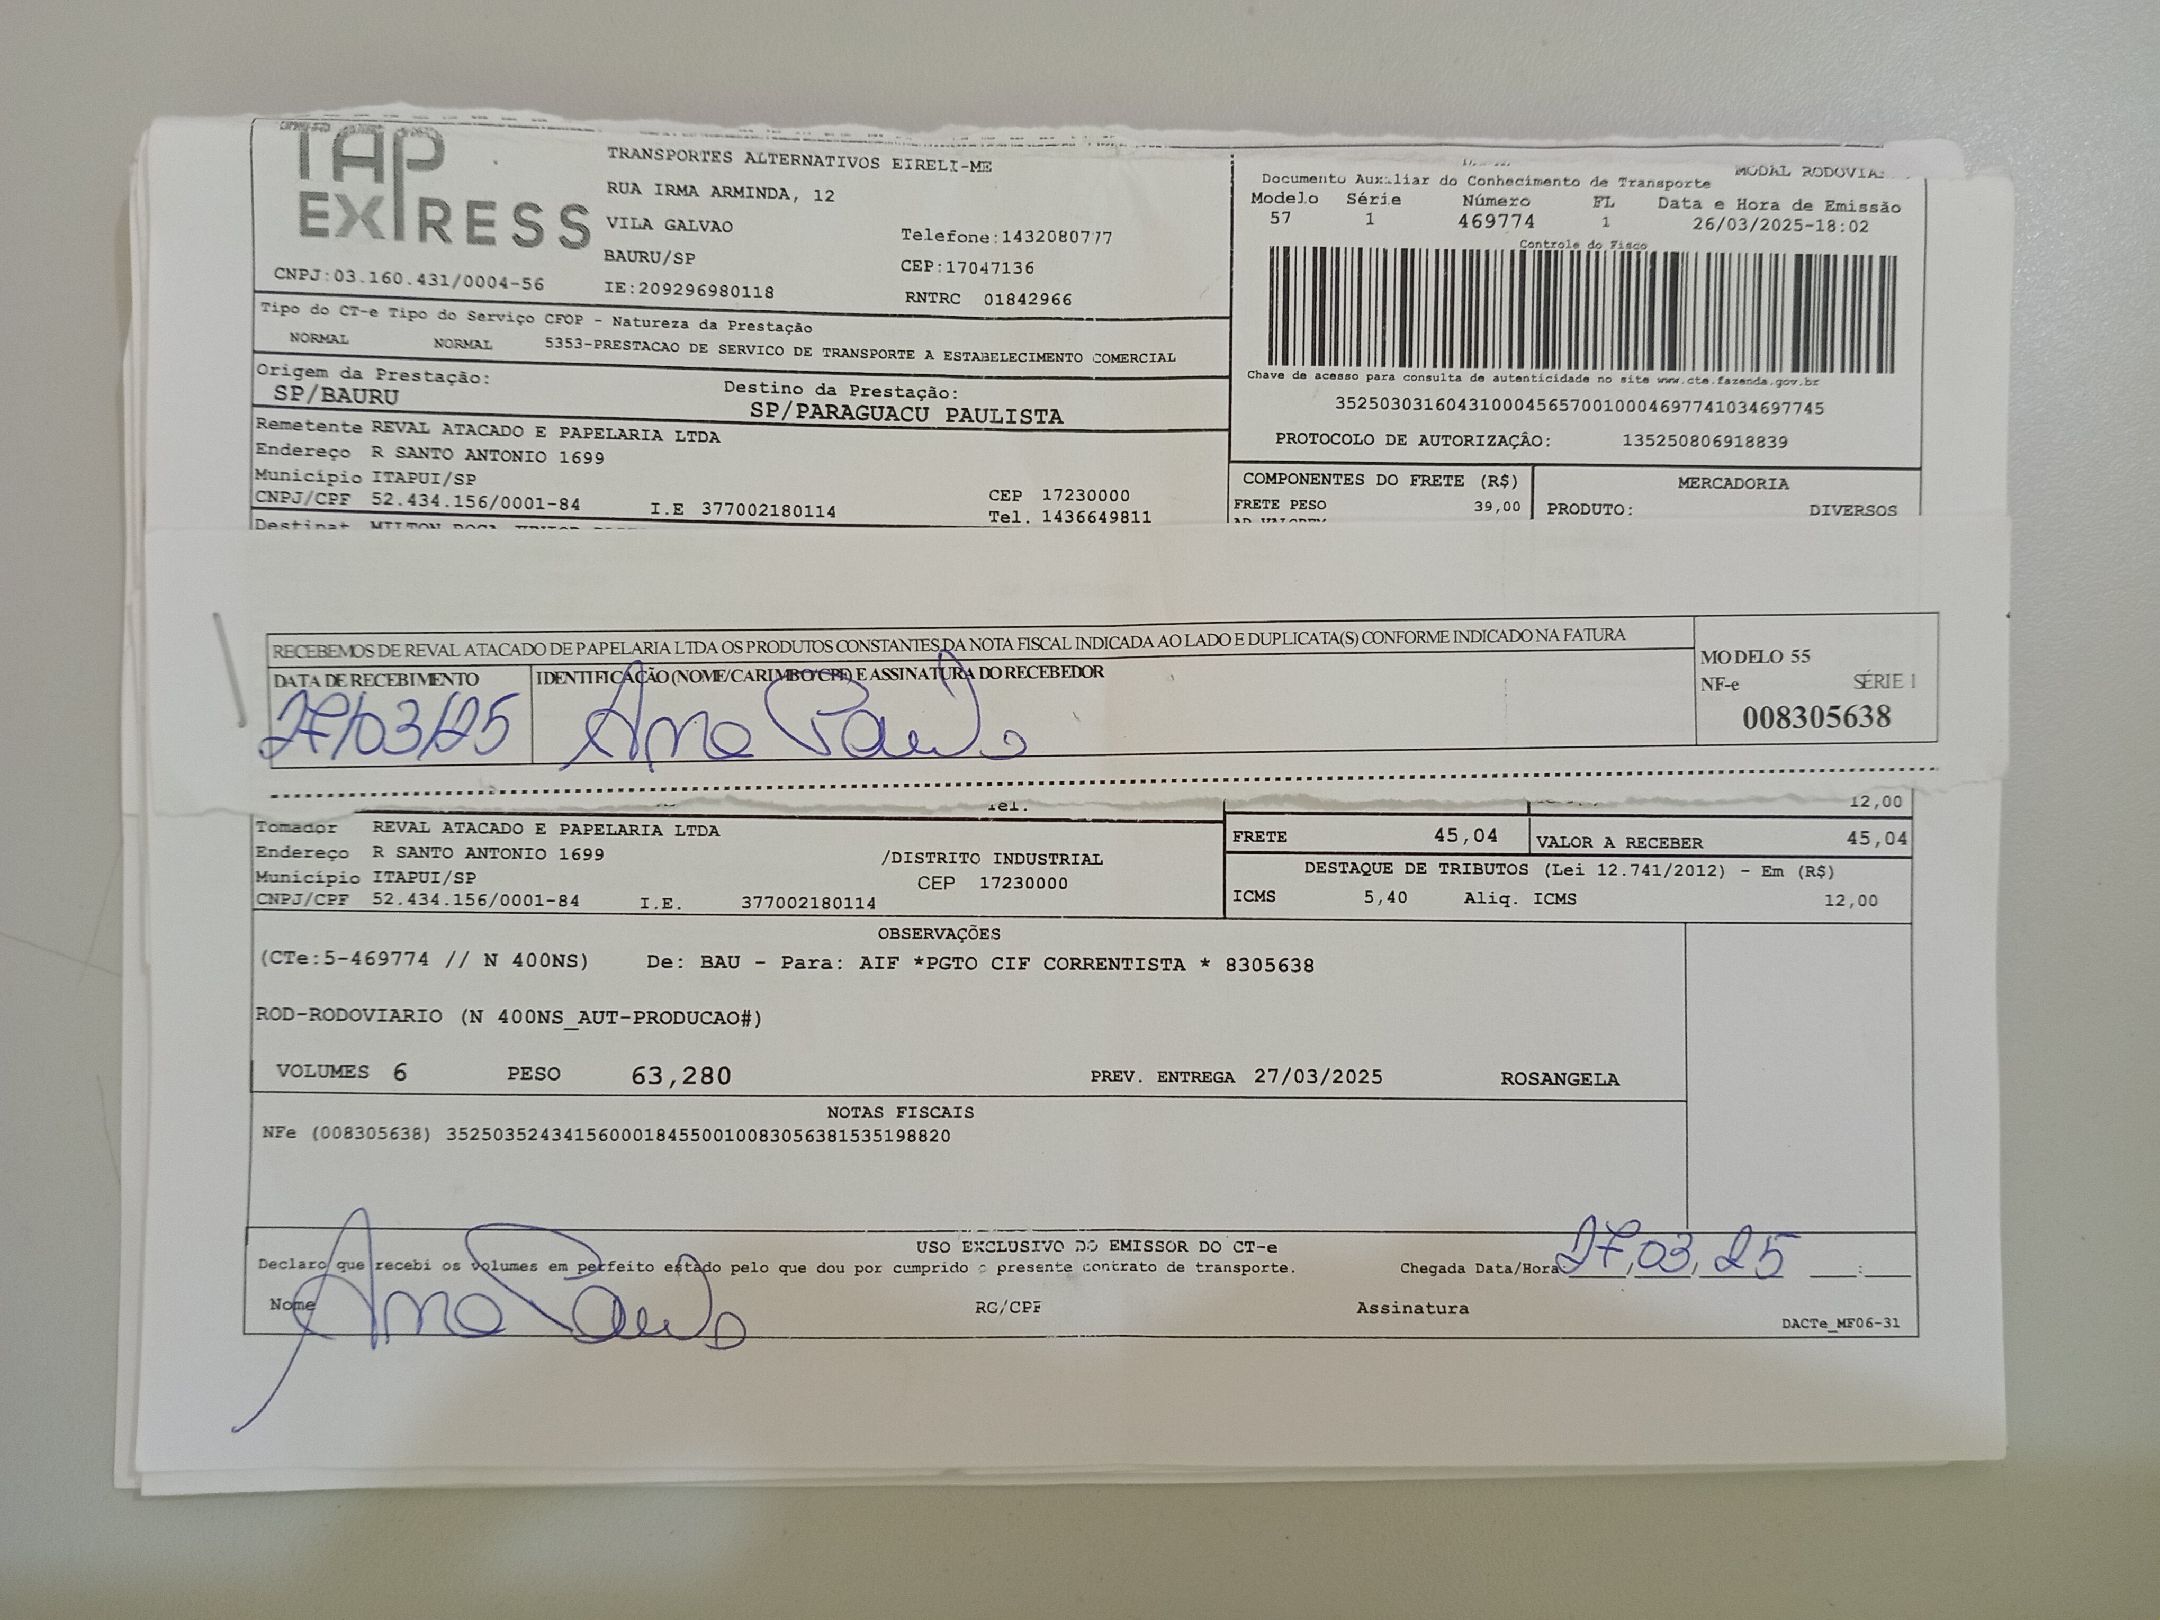 TAP
EXPRESS
CNPJ:03.160.431/0004-56
TRANSPORTES ALTERNATIVOS EIRELI-ME
RUA IRMA ARMINDA, 12
VILA GALVAO
Telefone:1432080777
BAURU/SP
CEP:17047136
IE:209296980118
RNTRC 01842966
MODAL RODOVIA
Documento Auxiliar do Conhecimento de Transporte
Modelo Série Número FL Data e Hora de Emissão
57 1 469774 1 26/03/2025-18:02
Controle do Fisco
Chave de acesso para consulta de autenticidade no site www.cte.fazenda.gov.br
35250303160431000456570010004697741034697745
PROTOCOLO DE AUTORIZAÇÂO: 135250806918839
Tipo do CT-e Tipo do Serviço CFOP - Natureza da Prestação
NORMAL NORMAL 5353-PRESTACAO DE SERVICO DE TRANSPORTE A ESTABELECIMENTO COMERCIAL
Origem da Prestação: Destino da Prestação:
SP/BAURU SP/PARAGUACU PAULISTA
Remetente REVAL ATACADO E PAPELARIA LTDA
Endereço R SANTO ANTONIO 1699
Município ITAPUI/SP CEP 17230000
CNPJ/CPF 52.434.156/0001-84 I.E 377002180114 Tel. 1436649811
COMPONENTES DO FRETE (R$) MERCADORIA
FRETE PESO 39,00 PRODUTO: DIVERSOS
Destinat MILTON
RECEBEMOS DE REVAL ATACADO DE PAPELARIA LTDA OS PRODUTOS CONSTANTES DA NOTA FISCAL INDICADA AO LADO E DUPLICATA(S) CONFORME INDICADO NA FATURA
DATA DE RECEBIMENTO IDENTIFICAÇÃO (NOME/CARIMBO/CPF) E ASSINATURA DO RECEBEDOR
27/03/25 Ana Paula
MODELO 55
NF-e SÉRIE 1
008305638
Tel. 12,00
Tomador REVAL ATACADO E PAPELARIA LTDA
Endereço R SANTO ANTONIO 1699 /DISTRITO INDUSTRIAL
Município ITAPUI/SP CEP 17230000
CNPJ/CPF 52.434.156/0001-84 I.E. 377002180114
FRETE 45,04 VALOR A RECEBER 45,04
DESTAQUE DE TRIBUTOS (Lei 12.741/2012) - Em (R$)
ICMS 5,40 Aliq. ICMS 12,00
OBSERVAÇÕES
(CTe:5-469774 // N 400NS) De: BAU - Para: AIF *PGTO CIF CORRENTISTA * 8305638
ROD-RODOVIARIO (N 400NS_AUT-PRODUCAO#)
VOLUMES 6 PESO 63,280 PREV. ENTREGA 27/03/2025 ROSANGELA
NOTAS FISCAIS
NFe (008305638) 35250352434156000184550010083056381535198820
USO EXCLUSIVO DO EMISSOR DO CT-e
Declaro que recebi os volumes em perfeito estado pelo que dou por cumprido o presente contrato de transporte. Chegada Data/Hora 27,03,25 :
Nome Ana Paula RG/CPF Assinatura
DACTe_MF06-31